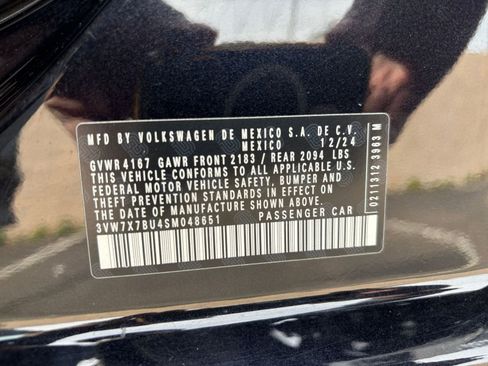 MFD BY VOLKSWAGEN DE MEXICO S.A. DE C.V.
MEXICO 12/24
GVWR 4167 GAWR FRONT 2183 / REAR 2094 LBS
THIS VEHICLE CONFORMS TO ALL APPLICABLE U.S.
FEDERAL MOTOR VEHICLE SAFETY, BUMPER AND
THEFT PREVENTION STANDARDS IN EFFECT ON
THE DATE OF MANUFACTURE SHOWN ABOVE.
3VW7X7BU4SM048651 PASSENGER CAR
0211312 3963 M